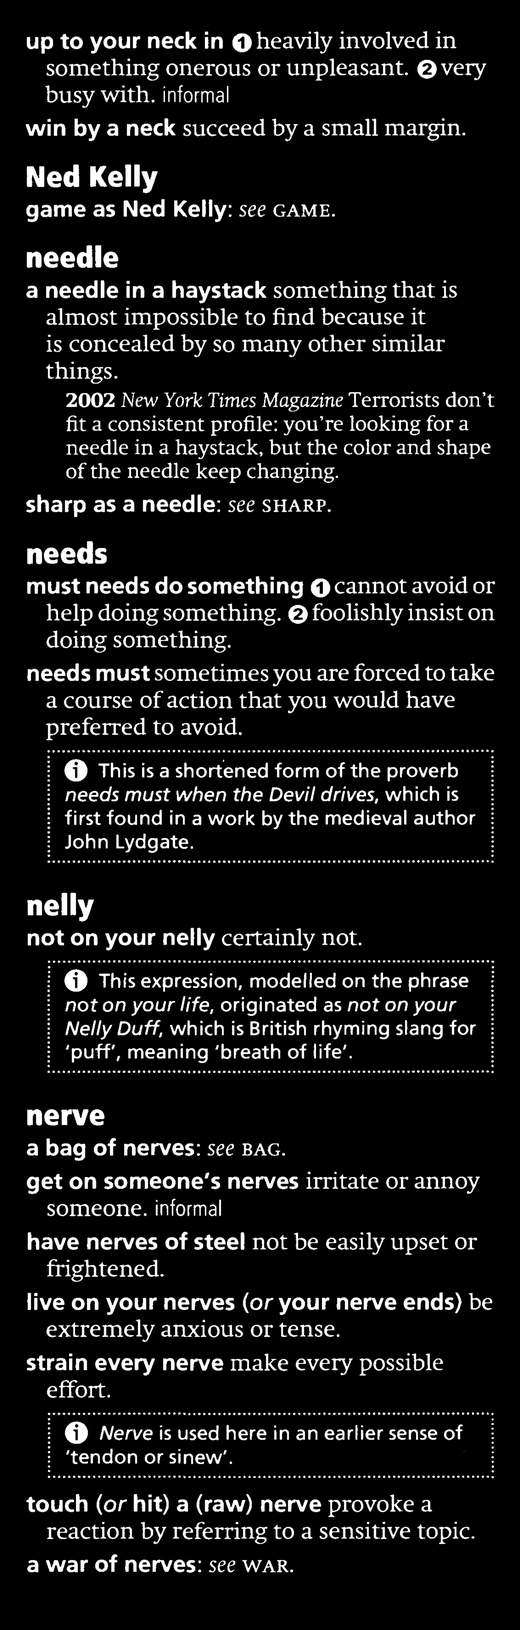 up to your neck in ❶ heavily involved in
something onerous or unpleasant. ❷ very
busy with. informal
win by a neck succeed by a small margin.
Ned Kelly
game as Ned Kelly: see GAME.
needle
a needle in a haystack something that is
almost impossible to find because it
is concealed by so many other similar
things.
2002 New York Times Magazine Terrorists don't
fit a consistent profile: you're looking for a
needle in a haystack, but the color and shape
of the needle keep changing.
sharp as a needle: see SHARP.
needs
must needs do something ❶ cannot avoid or
help doing something. ❷ foolishly insist on
doing something.
needs must sometimes you are forced to take
a course of action that you would have
preferred to avoid.
ⓘ This is a shortened form of the proverb
needs must when the Devil drives, which is
first found in a work by the medieval author
John Lydgate.
nelly
not on your nelly certainly not.
ⓘ This expression, modelled on the phrase
not on your life, originated as not on your
Nelly Duff, which is British rhyming slang for
'puff', meaning 'breath of life'.
nerve
a bag of nerves: see BAG.
get on someone's nerves irritate or annoy
someone. informal
have nerves of steel not be easily upset or
frightened.
live on your nerves (or your nerve ends) be
extremely anxious or tense.
strain every nerve make every possible
effort.
ⓘ Nerve is used here in an earlier sense of
'tendon or sinew'.
touch (or hit) a (raw) nerve provoke a
reaction by referring to a sensitive topic.
a war of nerves: see WAR.